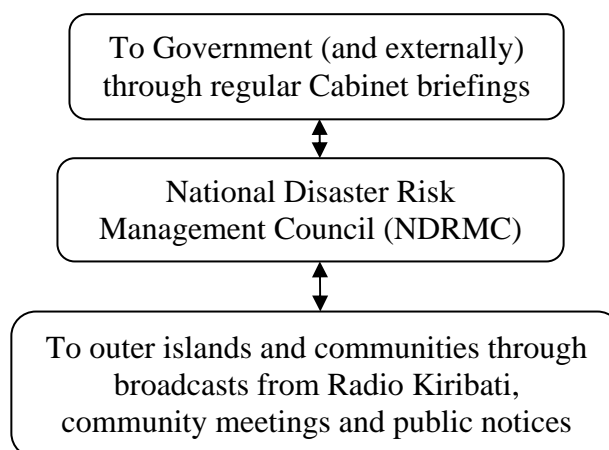 To Government (and externally)
through regular Cabinet briefings
National Disaster Risk
Management Council (NDRMC)
To outer islands and communities through
broadcasts from Radio Kiribati,
community meetings and public notices